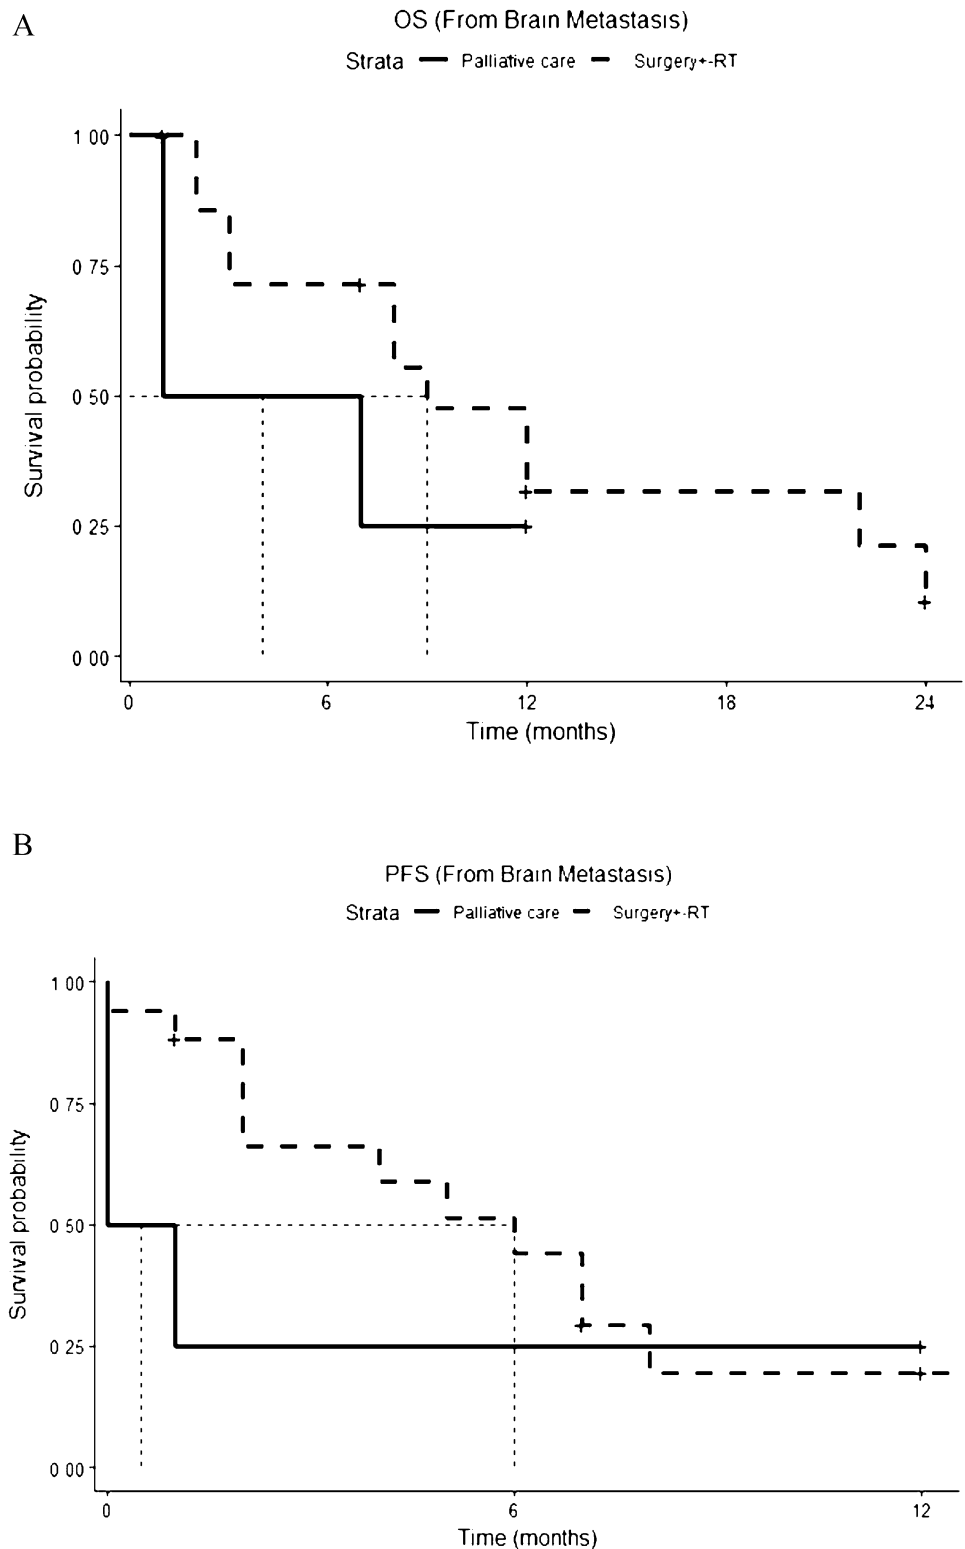 A
OS (From Brain Metastasis)
Strata Palliative care Surgery+-RT
1 00
0 75
0 50
0 25
0 00
Survival probability
0 6 12 18 24
Time (months)
B
PFS (From Brain Metastasis)
Strata Palliative care Surgery+-RT
1 00
0 75
0 50
0 25
0 00
Survival probability
0 6 12
Time (months)